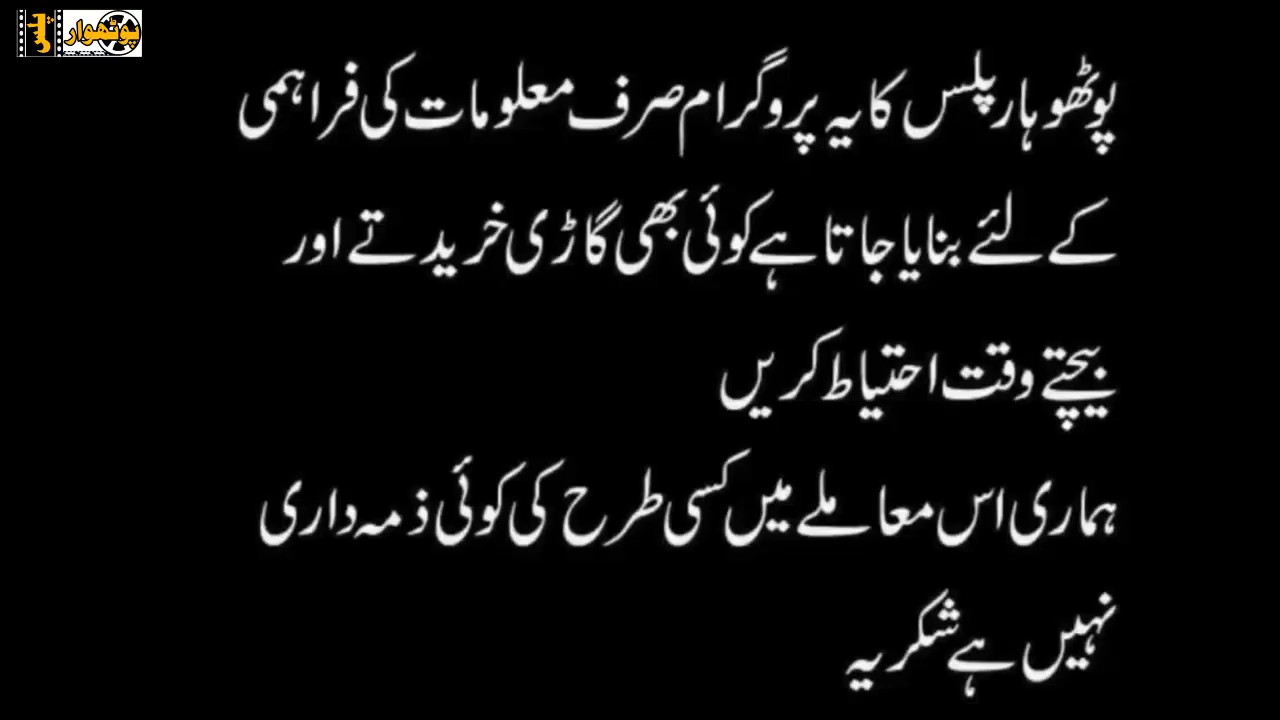 پوٹھوار پلس
پوٹھوہار پلس کا یہ پروگرام صرف معلومات کی فراہمی
کے لئے بنایا جاتا ہے کوئی بھی گاڑی خریدتے اور
بیچتے وقت احتیاط کریں
ہماری اس معاملے میں کسی طرح کی کوئی ذمہ داری
نہیں ہے شکریہ